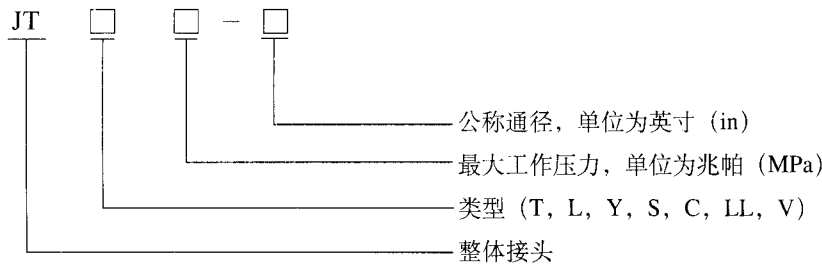 JT □ □ - □
公称通径，单位为英寸（in）
最大工作压力，单位为兆帕（MPa）
类型（T，L，Y，S，C，LL，V）
整体接头